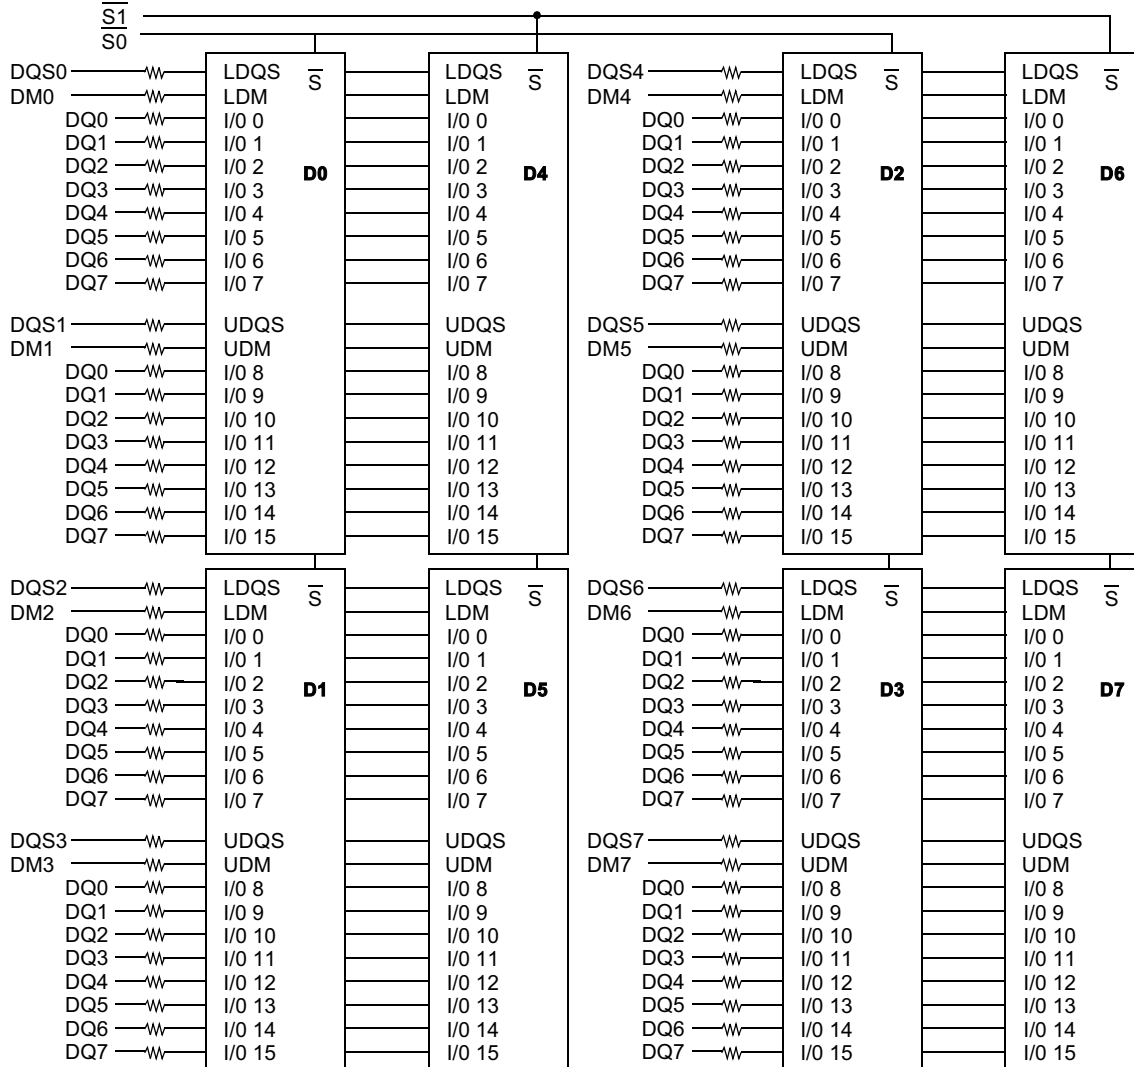 S1
S0
DQS0 LDQS S LDQS S DQS4 LDQS S LDQS S
DM0 LDM LDM DM4 LDM LDM
DQ0 I/0 0 I/0 0 DQ0 I/0 0 I/0 0
DQ1 I/0 1 I/0 1 DQ1 I/0 1 I/0 1
DQ2 I/0 2 D0 I/0 2 D4 DQ2 I/0 2 D2 I/0 2 D6
DQ3 I/0 3 I/0 3 DQ3 I/0 3 I/0 3
DQ4 I/0 4 I/0 4 DQ4 I/0 4 I/0 4
DQ5 I/0 5 I/0 5 DQ5 I/0 5 I/0 5
DQ6 I/0 6 I/0 6 DQ6 I/0 6 I/0 6
DQ7 I/0 7 I/0 7 DQ7 I/0 7 I/0 7
DQS1 UDQS UDQS DQS5 UDQS UDQS
DM1 UDM UDM DM5 UDM UDM
DQ0 I/0 8 I/0 8 DQ0 I/0 8 I/0 8
DQ1 I/0 9 I/0 9 DQ1 I/0 9 I/0 9
DQ2 I/0 10 I/0 10 DQ2 I/0 10 I/0 10
DQ3 I/0 11 I/0 11 DQ3 I/0 11 I/0 11
DQ4 I/0 12 I/0 12 DQ4 I/0 12 I/0 12
DQ5 I/0 13 I/0 13 DQ5 I/0 13 I/0 13
DQ6 I/0 14 I/0 14 DQ6 I/0 14 I/0 14
DQ7 I/0 15 I/0 15 DQ7 I/0 15 I/0 15
DQS2 LDQS S LDQS S DQS6 LDQS S LDQS S
DM2 LDM LDM DM6 LDM LDM
DQ0 I/0 0 I/0 0 DQ0 I/0 0 I/0 0
DQ1 I/0 1 I/0 1 DQ1 I/0 1 I/0 1
DQ2 I/0 2 D1 I/0 2 D5 DQ2 I/0 2 D3 I/0 2 D7
DQ3 I/0 3 I/0 3 DQ3 I/0 3 I/0 3
DQ4 I/0 4 I/0 4 DQ4 I/0 4 I/0 4
DQ5 I/0 5 I/0 5 DQ5 I/0 5 I/0 5
DQ6 I/0 6 I/0 6 DQ6 I/0 6 I/0 6
DQ7 I/0 7 I/0 7 DQ7 I/0 7 I/0 7
DQS3 UDQS UDQS DQS7 UDQS UDQS
DM3 UDM UDM DM7 UDM UDM
DQ0 I/0 8 I/0 8 DQ0 I/0 8 I/0 8
DQ1 I/0 9 I/0 9 DQ1 I/0 9 I/0 9
DQ2 I/0 10 I/0 10 DQ2 I/0 10 I/0 10
DQ3 I/0 11 I/0 11 DQ3 I/0 11 I/0 11
DQ4 I/0 12 I/0 12 DQ4 I/0 12 I/0 12
DQ5 I/0 13 I/0 13 DQ5 I/0 13 I/0 13
DQ6 I/0 14 I/0 14 DQ6 I/0 14 I/0 14
DQ7 I/0 15 I/0 15 DQ7 I/0 15 I/0 15